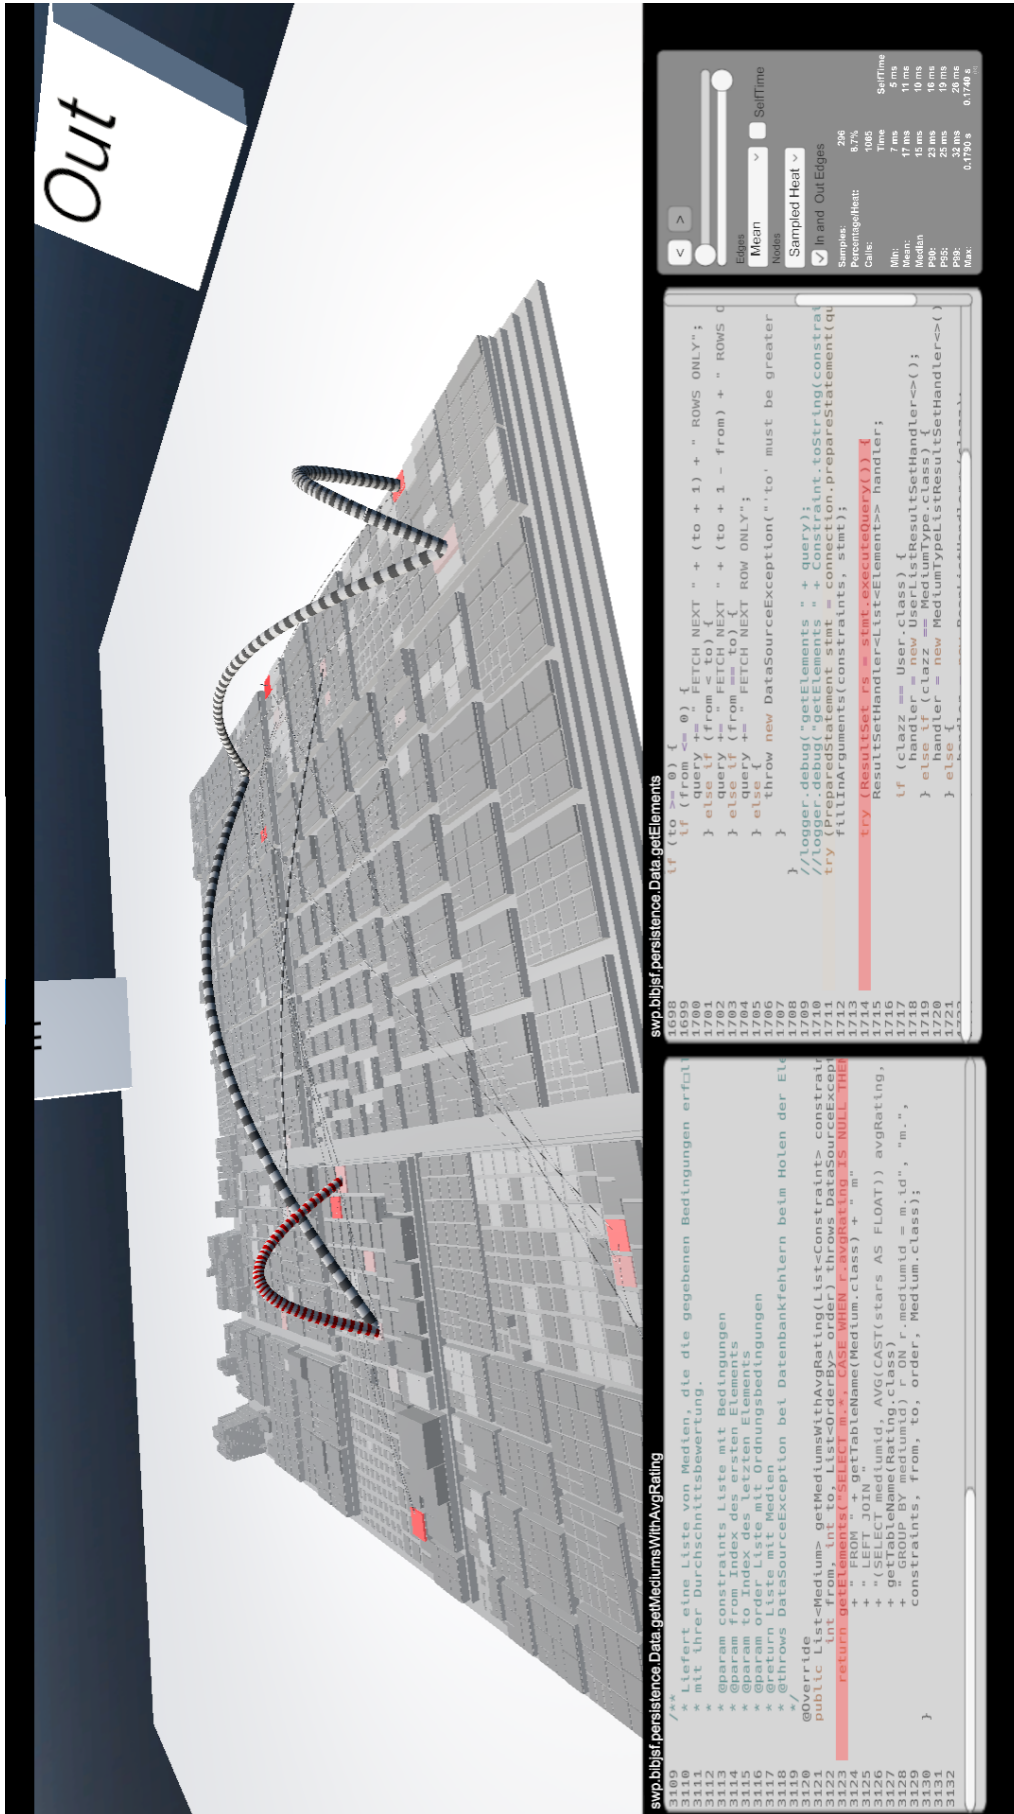 Out
swp.bibjsf.persistence.Data.getMediumsWithAvgRating
3109 /**
3110 * Liefert eine Liste von Medien, die die gegebenen Bedingungen erf□ll
3111 * mit ihrer Durchschnittsbewertung.
3112 *
3113 * @param constraints Liste mit Bedingungen
3114 * @param from Index des ersten Elements
3115 * @param to Index des letzten Elements
3116 * @param order Liste mit Ordnungsbedingungen
3117 * @return Liste mit Medien
3118 * @throws DataSourceException bei Datenbankfehlern beim Holen der Ele
3119 */
3120 @Override
3121 public List<Medium> getMediumsWithAvgRating(List<Constraint> constrain
3122 int from, int to, List<OrderBy> order) throws DataSourceExcept
3123 return getElements("SELECT m.*, CASE WHEN r.avgRating IS NULL THEN
3124 + " FROM " + getTableName(Medium.class) + " m"
3125 + " LEFT JOIN "
3126 + "(SELECT mediumid, AVG(CAST(stars AS FLOAT)) avgRating,
3127 + getTableName(Rating.class)
3128 + " GROUP BY mediumid) r ON r.mediumid = m.id", "m.",
3129 constraints, from, to, order, Medium.class);
3130 }
3131
3132
swp.bibjsf.persistence.Data.getElements
1698 if (to >= 0) {
1699 if (from <= 0) {
1700 query += " FETCH NEXT " + (to + 1) + " ROWS ONLY";
1701 } else if (from < to) {
1702 query += " FETCH NEXT " + (to + 1 - from) + " ROWS O
1703 } else if (from == to) {
1704 query += " FETCH NEXT ROW ONLY";
1705 } else {
1706 throw new DataSourceException("'to' must be greater
1707 }
1708 }
1709 //logger.debug("getElements " + query);
1710 //logger.debug("getElements " + Constraint.toString(constrai
1711 try (PreparedStatement stmt = connection.prepareStatement(qu
1712 fillInArguments(constraints, stmt);
1713
1714 try (ResultSet rs = stmt.executeQuery()) {
1715 ResultSetHandler<List<Element>> handler;
1716
1717 if (clazz == User.class) {
1718 handler = new UserListResultSetHandler<>();
1719 } else if (clazz == MediumType.class) {
1720 handler = new MediumTypeListResultSetHandler<>()
1721 } else {
< >
Edges
Mean
SelfTime
Nodes
Sampled Heat
In and Out Edges
Samples: 296
Percentage/Heat: 8.7%
Calls: 1065
Time SelfTime
Min: 7 ms 5 ms
Mean: 17 ms 11 ms
Median 15 ms 10 ms
P90: 23 ms 16 ms
P95: 25 ms 19 ms
P99: 32 ms 26 ms
Max: 0.1790 s 0.1740 s